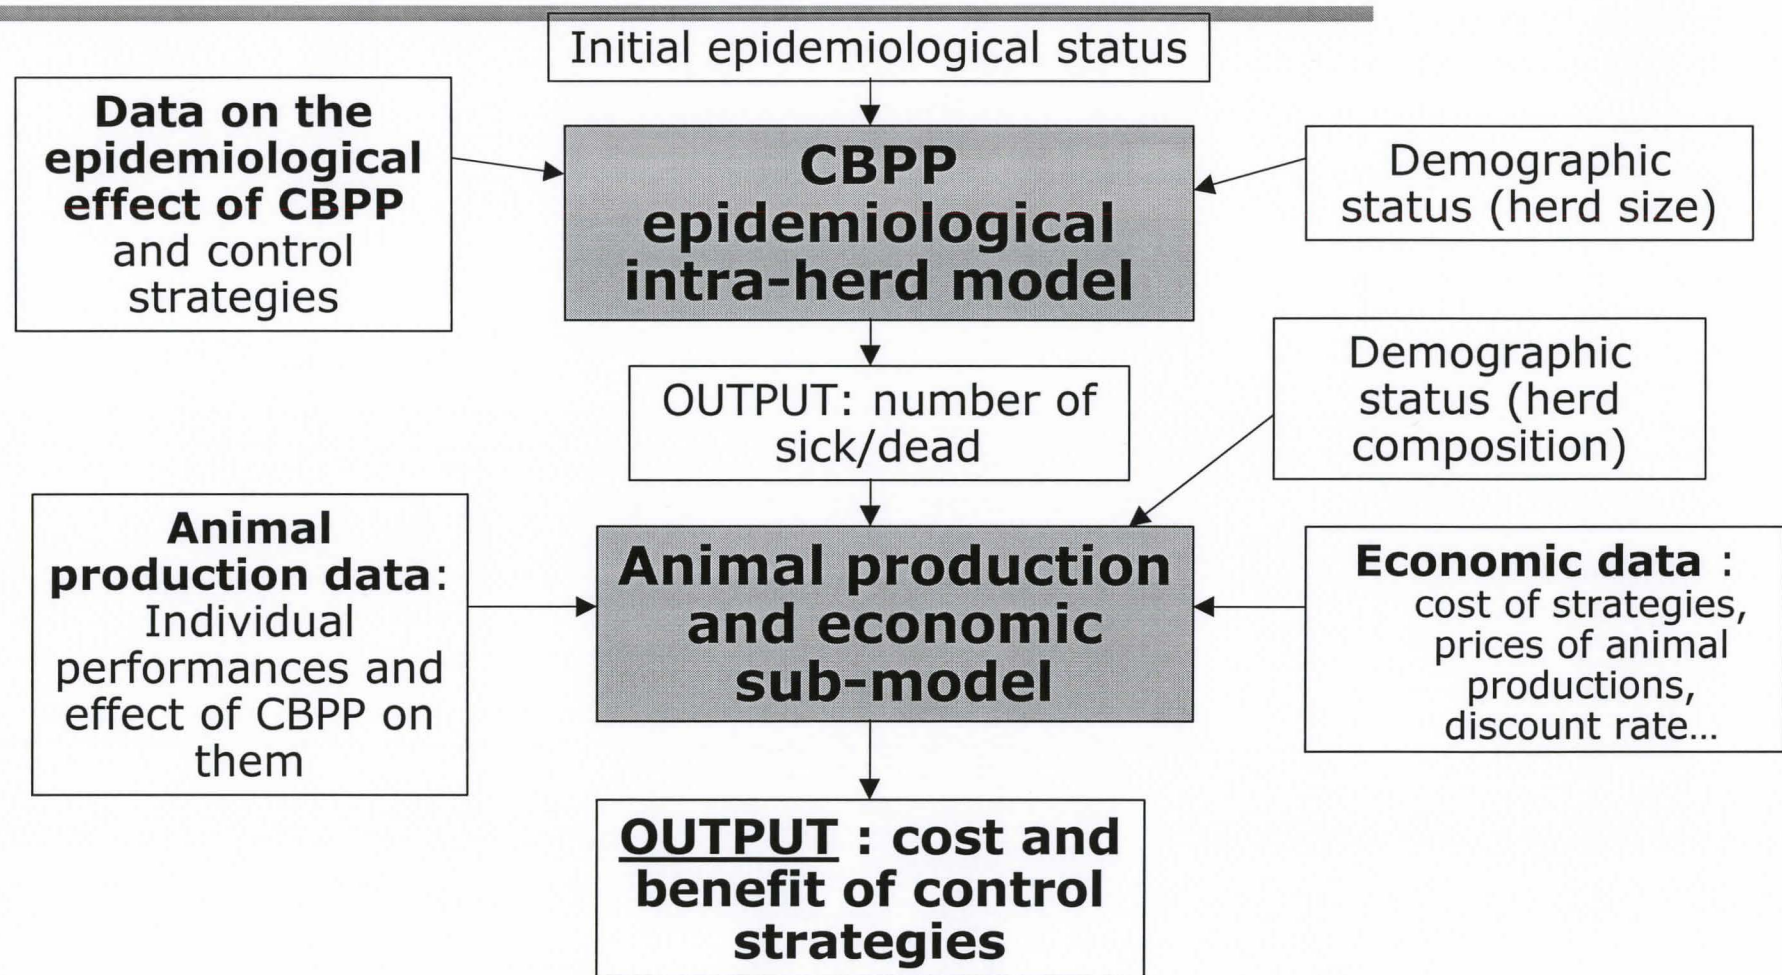 Initial epidemiological status
Data on the
epidemiological
effect of CBPP
and control
strategies
CBPP
epidemiological
intra-herd model
Demographic
status (herd size)
OUTPUT: number of
sick/dead
Demographic
status (herd
composition)
Animal
production data:
Individual
performances and
effect of CBPP on
them
Animal production
and economic
sub-model
Economic data :
cost of strategies,
prices of animal
productions,
discount rate...
OUTPUT : cost and
benefit of control
strategies